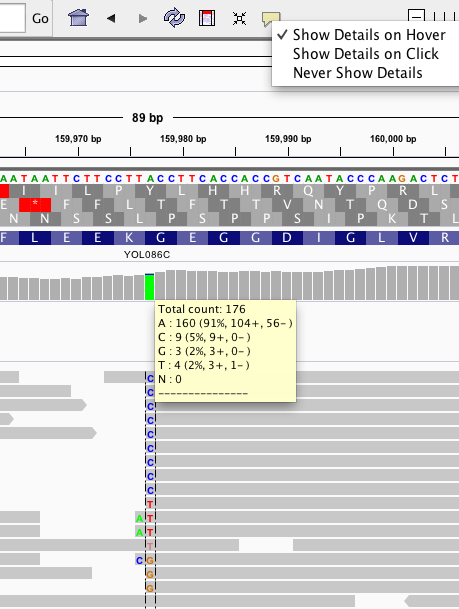 Go
✓ Show Details on Hover
Show Details on Click
Never Show Details
89 bp
159,970 bp 159,980 bp 159,990 bp 160,000 bp
A A T A A T T C T T C C T T A C C T T C A C C A C C G T C A A T A C C C A A G A C T C T
I I L P Y L H H R Q Y P R L
E * F F L T F T T V N T Q D S
N N S S L P S P P S I P K T L
F L E E K G E G G D I G L V R
YOL086C
Total count: 176
A : 160 (91%, 104+, 56- )
C : 9 (5%, 9+, 0- )
G : 3 (2%, 3+, 0- )
T : 4 (2%, 3+, 1- )
N : 0
---------------
C
C
C
C
C
C
C
C
C
T
A T
A T
T
C G
G
G